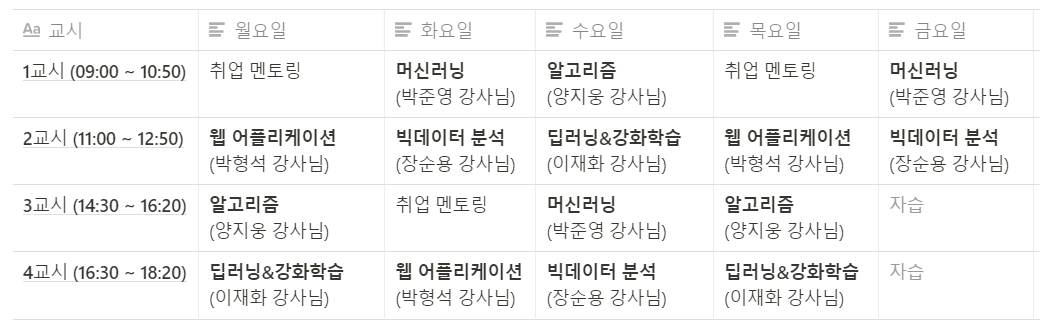 Aa 교시 월요일 화요일 수요일 목요일 금요일
1교시 (09:00 ~ 10:50) 취업 멘토링 머신러닝 알고리즘 취업 멘토링 머신러닝
(박준영 강사님) (양지웅 강사님) (박준영 강사님)
2교시 (11:00 ~ 12:50) 웹 어플리케이션 빅데이터 분석 딥러닝&강화학습 웹 어플리케이션 빅데이터 분석
(박형석 강사님) (장순용 강사님) (이재화 강사님) (박형석 강사님) (장순용 강사님)
3교시 (14:30 ~ 16:20) 알고리즘 취업 멘토링 머신러닝 알고리즘 자습
(양지웅 강사님) (박준영 강사님) (양지웅 강사님)
4교시 (16:30 ~ 18:20) 딥러닝&강화학습 웹 어플리케이션 빅데이터 분석 딥러닝&강화학습 자습
(이재화 강사님) (박형석 강사님) (장순용 강사님) (이재화 강사님)